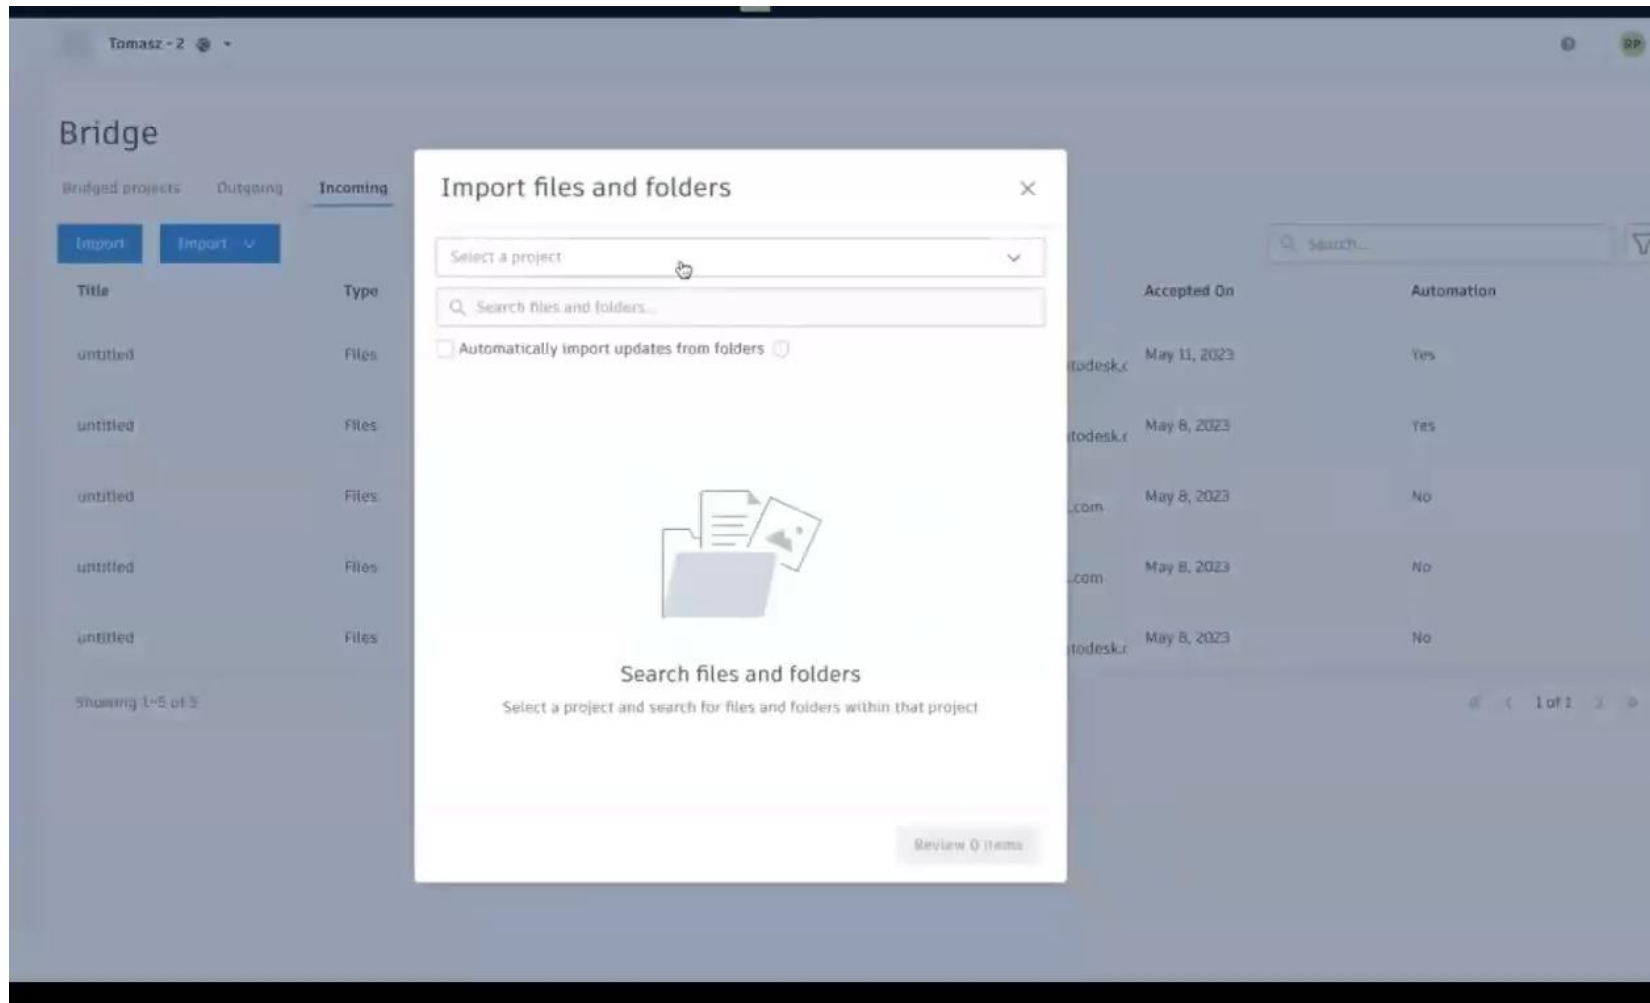 Tomasz - 2
RP
Bridge
Bridged projects Outgoing Incoming
Import Import
Search...
Title Type Accepted On Automation
untitled Files todesk.c May 11, 2023 Yes
untitled Files todesk.c May 8, 2023 Yes
untitled Files .com May 8, 2023 No
untitled Files .com May 8, 2023 No
untitled Files todesk.c May 8, 2023 No
Showing 1-5 of 5
1 of 1
Import files and folders
Select a project
Search files and folders...
Automatically import updates from folders
Search files and folders
Select a project and search for files and folders within that project
Review 0 items